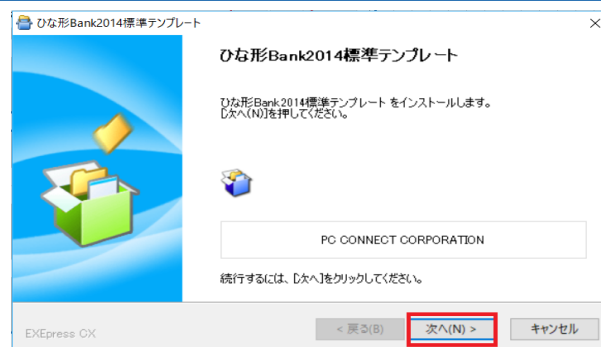 ひな形Bank2014標準テンプレート
ひな形Bank2014標準テンプレート
ひな形Bank2014標準テンプレート をインストールします。
[次へ(N)]を押してください。
PC CONNECT CORPORATION
続行するには、[次へ]をクリックしてください。
EXEpress CX
< 戻る(B)
次へ(N) >
キャンセル